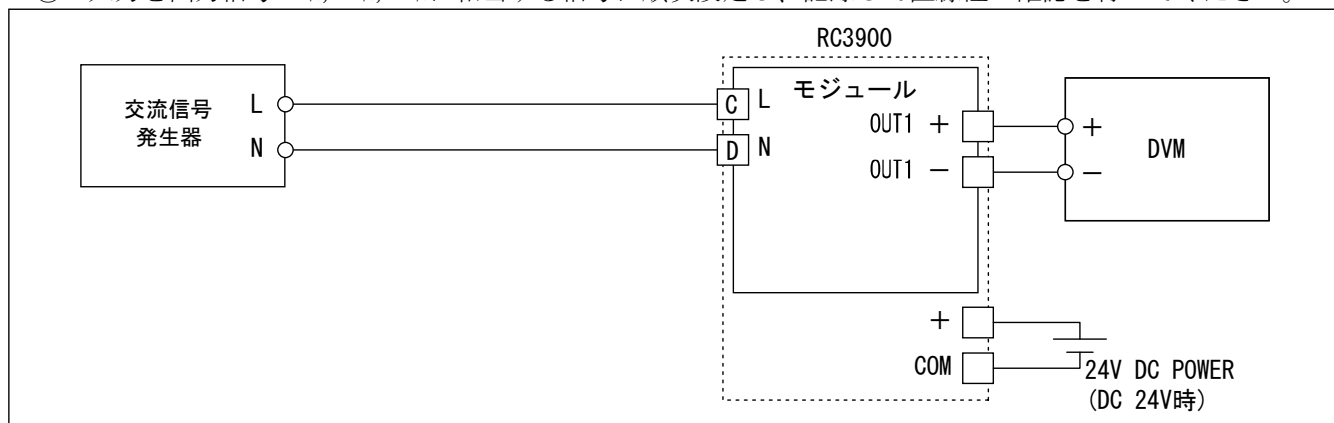 RC3900
交流信号
発生器
L
N
C L
D N
モジュール
OUT1 +
OUT1 −
+
−
DVM
+
COM
24V DC POWER
(DC 24V時)